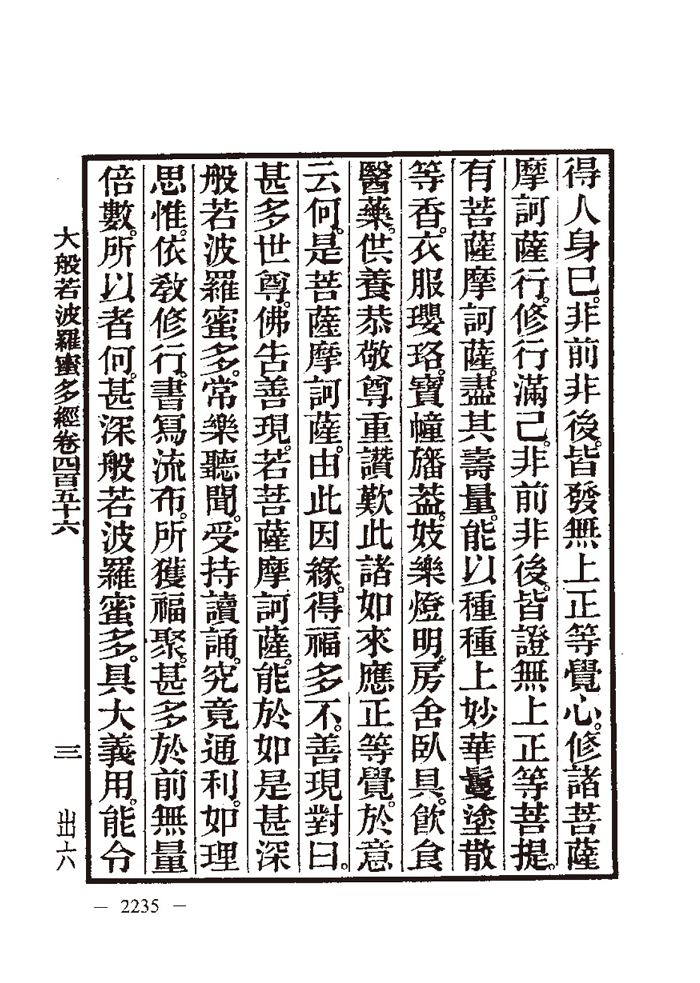 得人身已。非前非後。皆發無上正等覺心。修諸菩薩
摩訶薩行。修行滿已。非前非後。皆證無上正等菩提。
有菩薩摩訶薩。盡其壽量。能以種種上妙華鬘塗散
等香。衣服瓔珞。寶幢旛葢。妓樂燈明。房舍臥具。飲食
醫藥。供養恭敬尊重讚歎此諸如來應正等覺。於意
云何。是菩薩摩訶薩。由此因緣。得福多不。善現對曰。
甚多世尊。佛告善現。若菩薩摩訶薩。能於如是甚深
般若波羅蜜多。常樂聽聞。受持讀誦。究竟通利。如理
思惟。依敎修行。書寫流布。所獲福聚。甚多於前無量
倍數。所以者何。甚深般若波羅蜜多。具大義用。能令
大般若波羅蜜多經卷四百五十六
三
出六
— 2235 —